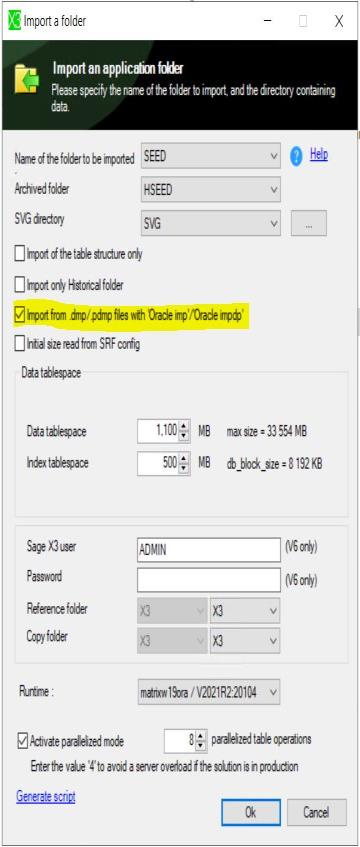 X3 Import a folder
Import an application folder
Please specify the name of the folder to import, and the directory containing
data.
Name of the folder to be imported
:
SEED
Help
Archived folder
HSEED
SVG directory
SVG
...
Import of the table structure only
Import only Historical folder
Import from .dmp/.pdmp files with 'Oracle imp'/'Oracle impdp'
Initial size read from SRF config
Data tablespace
Data tablespace 1,100 MB max size = 33 554 MB
Index tablespace 500 MB db_block_size = 8 192 KB
Sage X3 user ADMIN (V6 only)
Password (V6 only)
Reference folder X3 X3
Copy folder X3 X3
Runtime : matrixw19ora / V2021R2:20104
Activate parallelized mode 8 parallelized table operations
Enter the value '4' to avoid a server overload if the solution is in production
Generate script
Ok Cancel